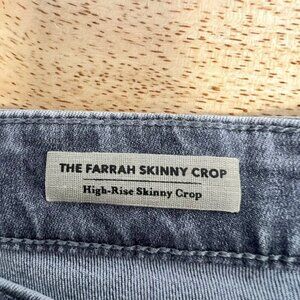 THE FARRAH SKINNY CROP
High-Rise Skinny Crop